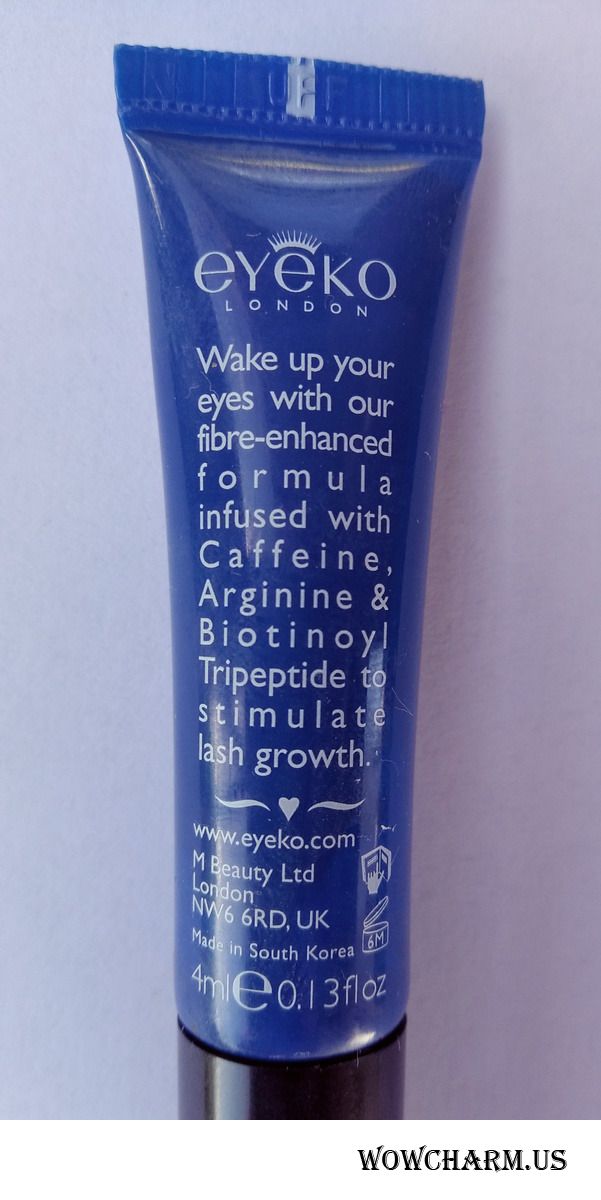 eyeko
LONDON
Wake up your
eyes with our
fibre-enhanced
formula
infused with
Caffeine,
Arginine &
Biotinoyl
Tripeptide to
stimulate
lash growth.
www.eyeko.com
M Beauty Ltd
London
NW6 6RD, UK
Made in South Korea
6M
4ml e 0.13fl oz
WOWCHARM.US